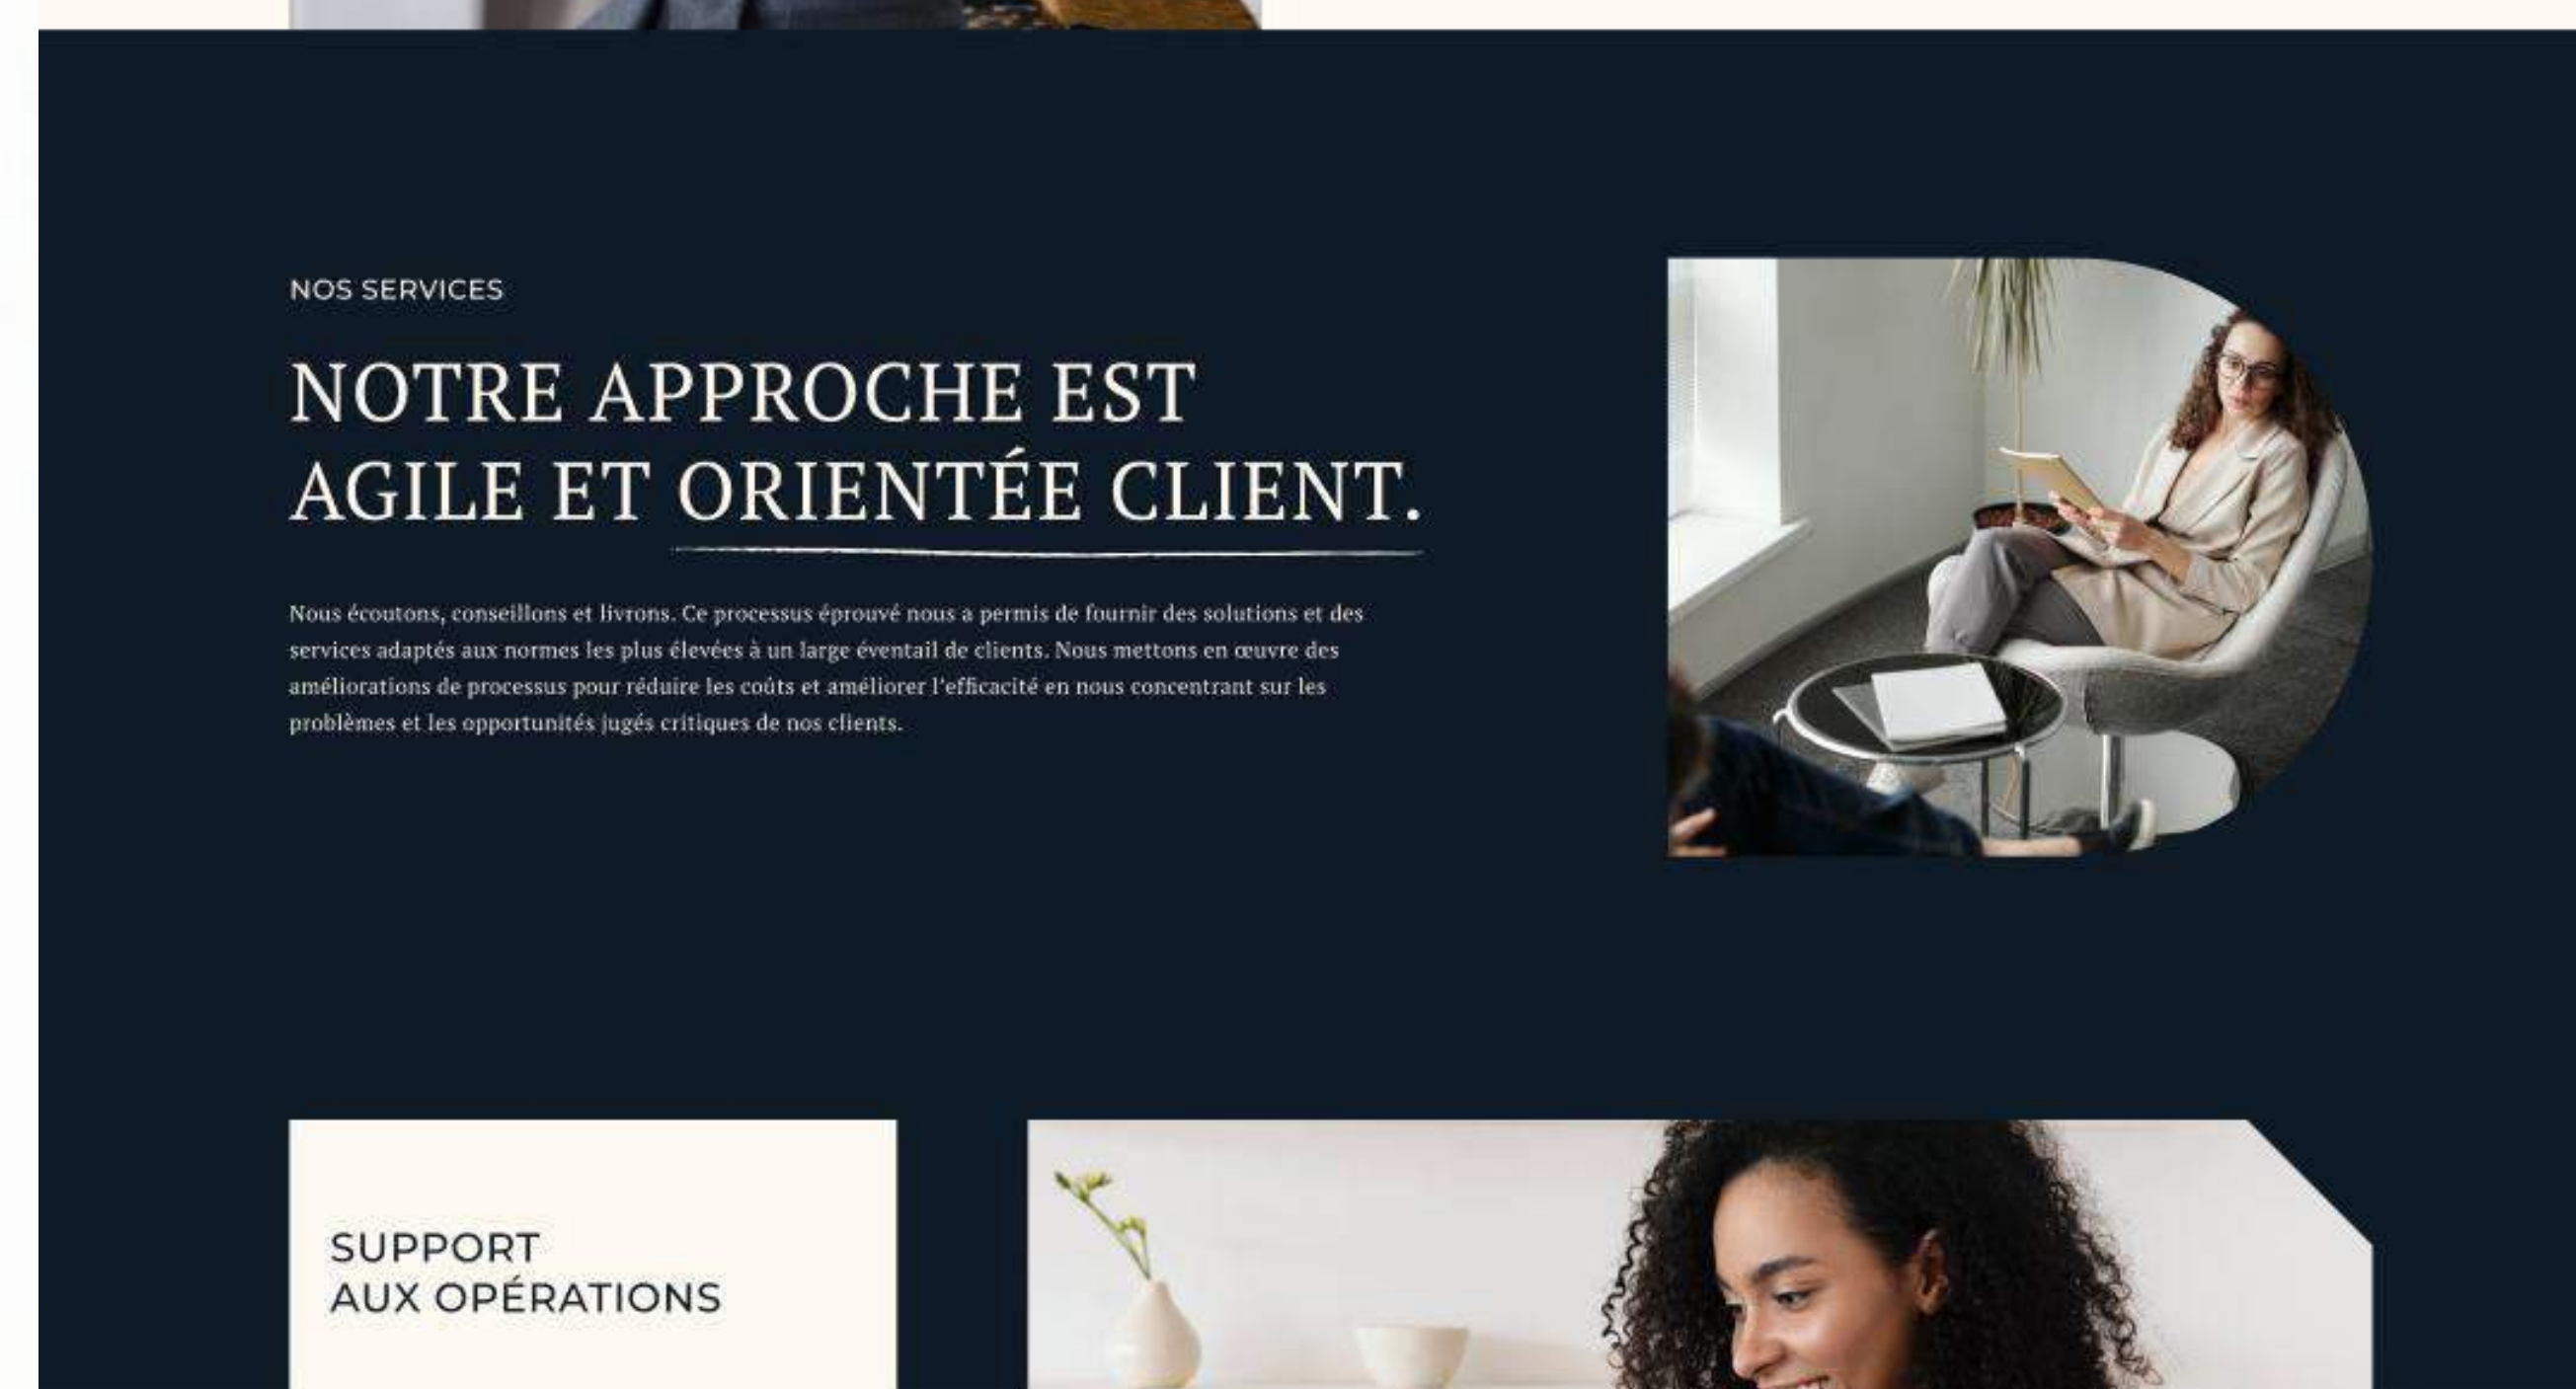 NOS SERVICES
NOTRE APPROCHE EST
AGILE ET ORIENTÉE CLIENT.
Nous écoutons, conseillons et livrons. Ce processus éprouvé nous a permis de fournir des solutions et des
services adaptés aux normes les plus élevées à un large éventail de clients. Nous mettons en œuvre des
améliorations de processus pour réduire les coûts et améliorer l'efficacité en nous concentrant sur les
problèmes et les opportunités jugés critiques de nos clients.
SUPPORT
AUX OPÉRATIONS